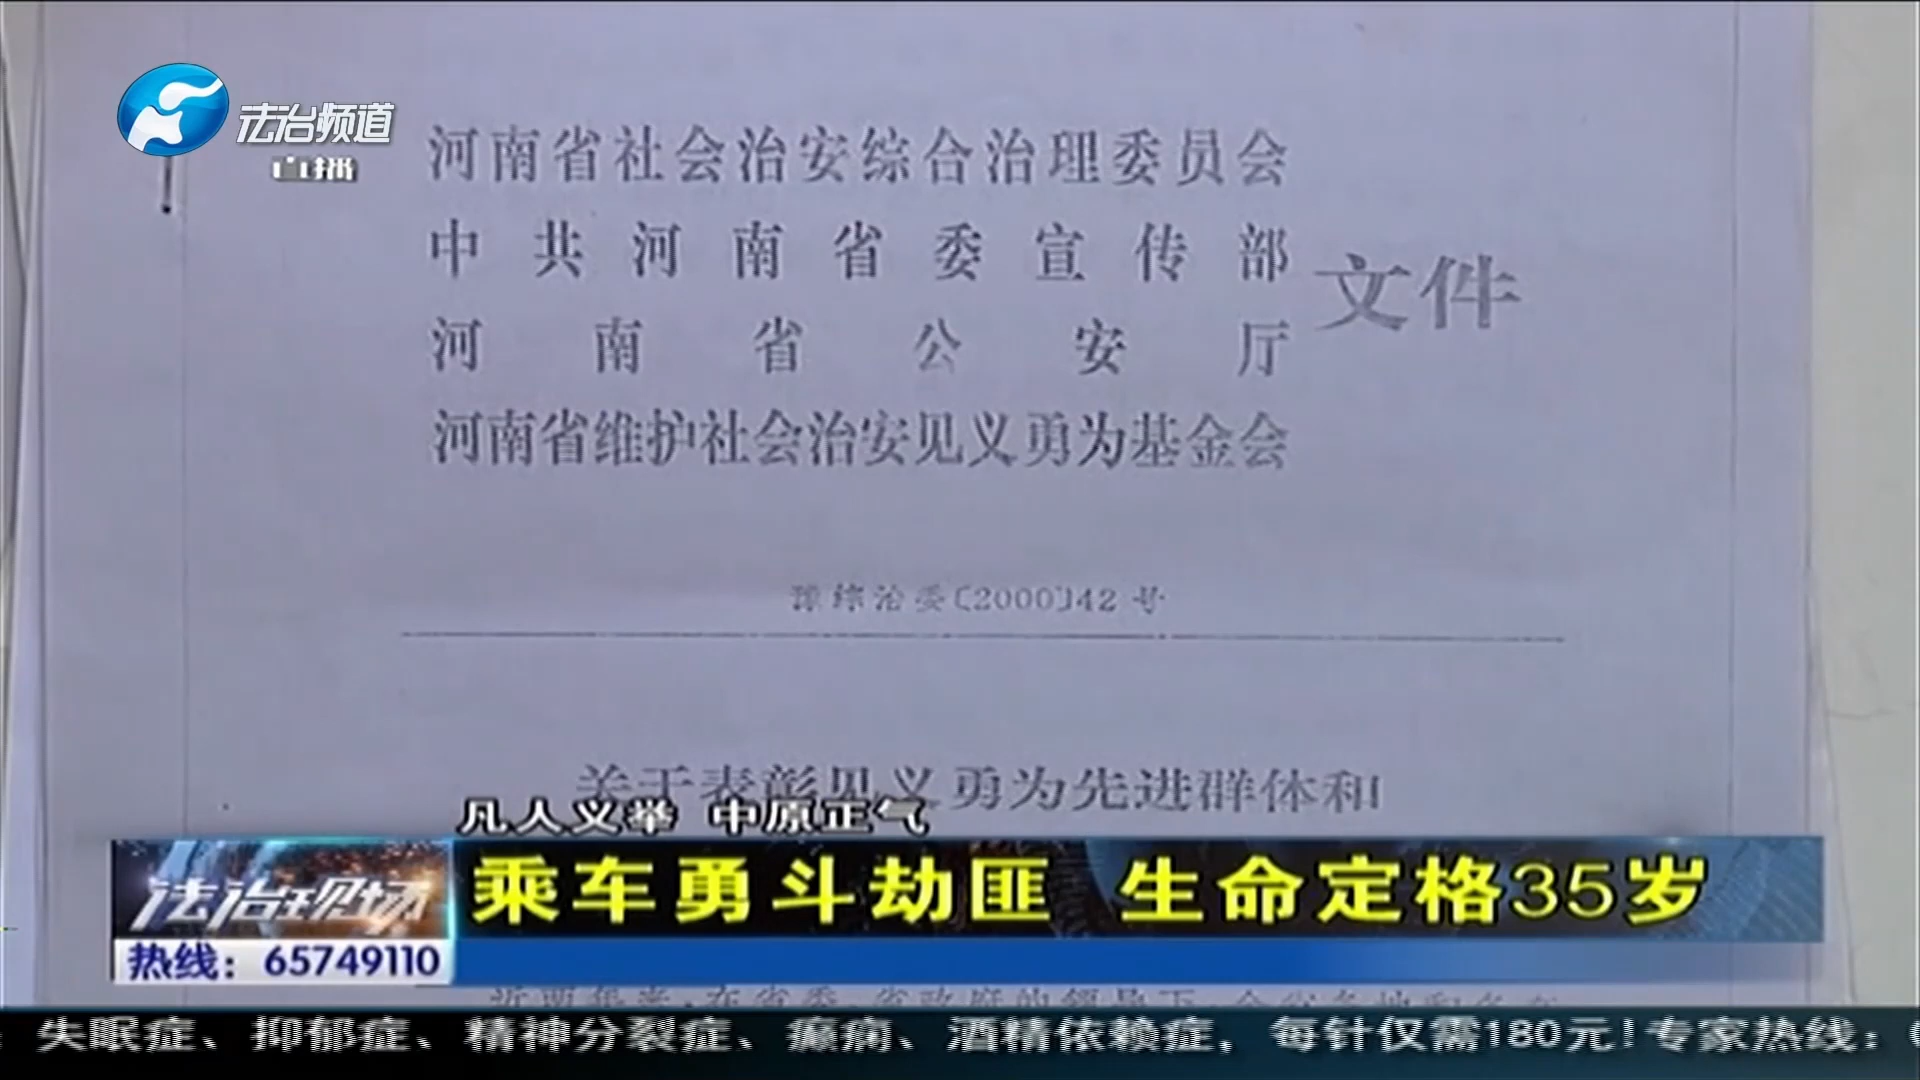 法治频道
直播
河南省社会治安综合治理委员会
中共河南省委宣传部
河南省公安厅
河南省维护社会治安见义勇为基金会
文件
豫综治委〔2000〕42号
关于表彰见义勇为先进群体和
凡人义举 中原正气
法治现场
乘车勇斗劫匪 生命定格35岁
热线：65749110
失眠症、抑郁症、精神分裂症、癫痫、酒精依赖症，每针仅需180元！专家热线：